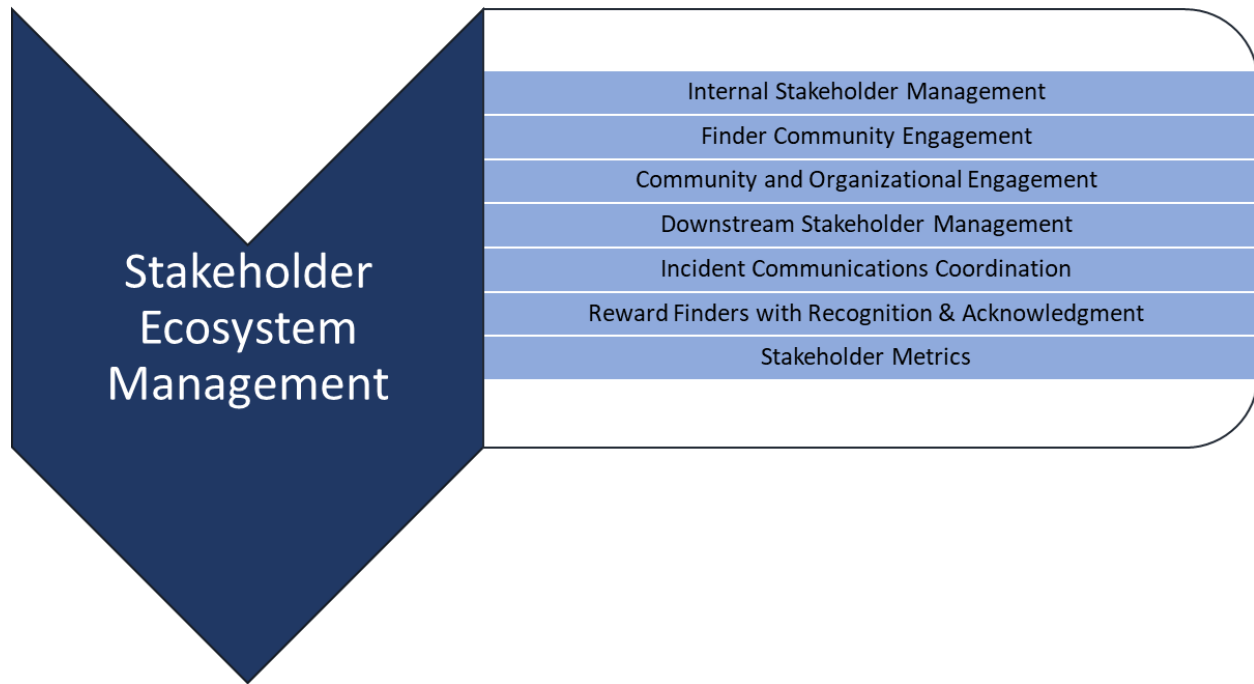 Stakeholder
Ecosystem
Management
Internal Stakeholder Management
Finder Community Engagement
Community and Organizational Engagement
Downstream Stakeholder Management
Incident Communications Coordination
Reward Finders with Recognition & Acknowledgment
Stakeholder Metrics